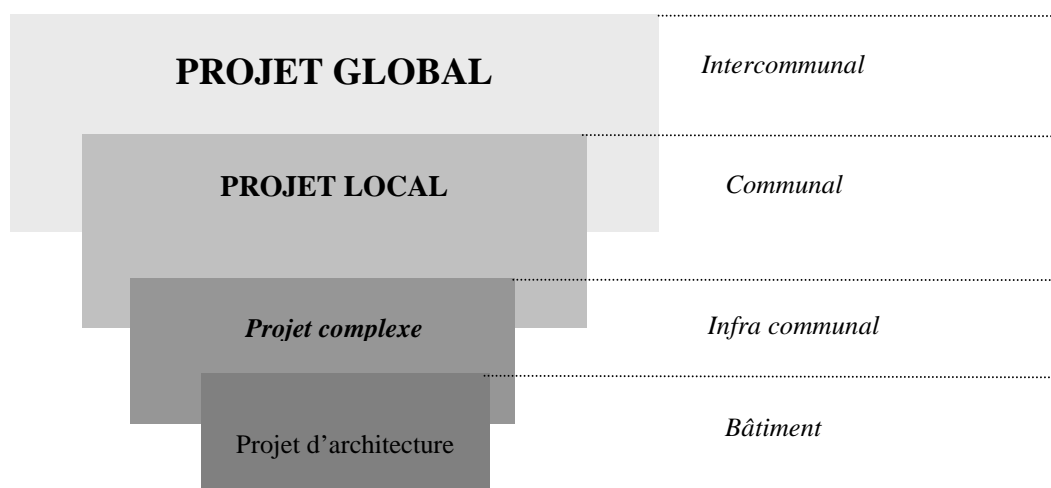 PROJET GLOBAL
Intercommunal
PROJET LOCAL
Communal
Projet complexe
Infra communal
Projet d’architecture
Bâtiment